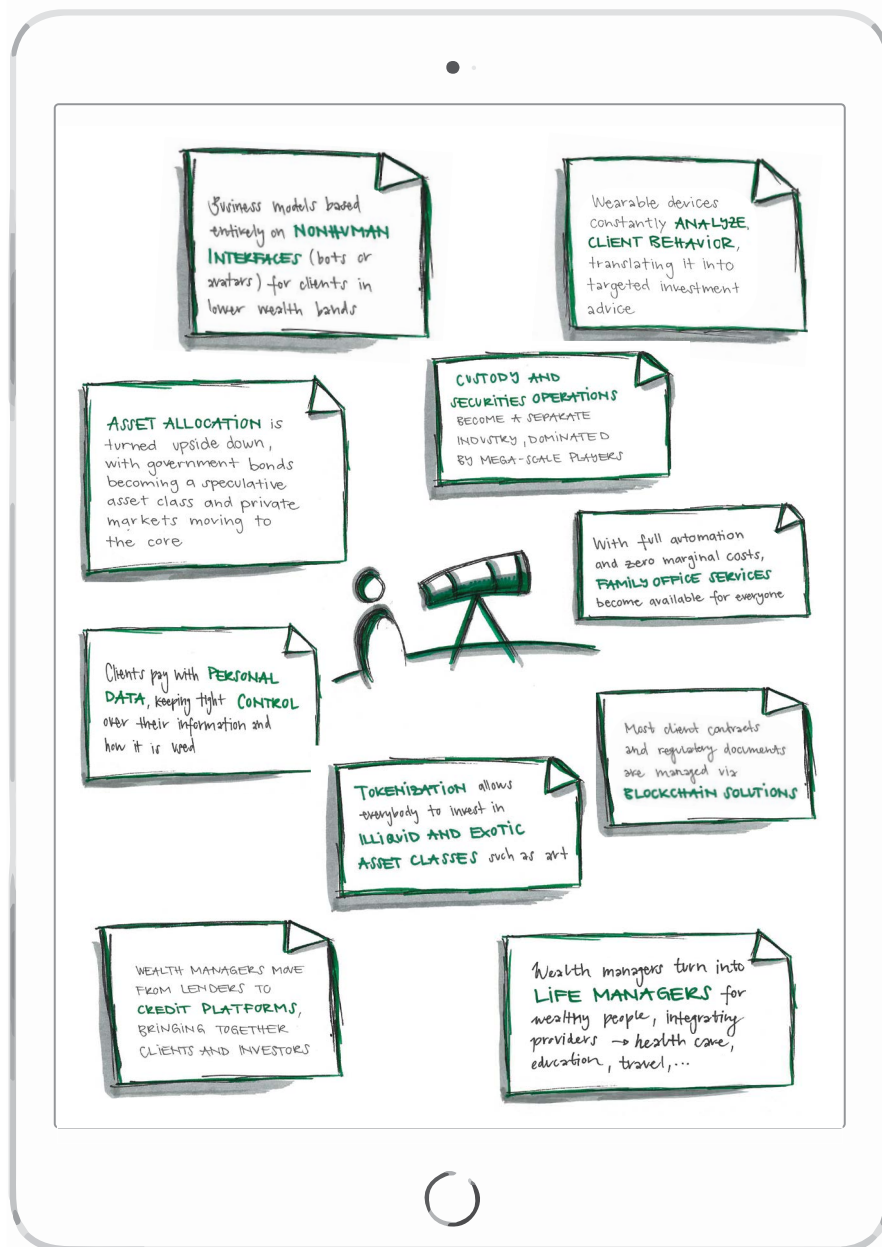 Business models based
entirely on NONHUMAN
INTERFACES (bots or
avatars) for clients in
lower wealth bands
Wearable devices
constantly ANALYZE
CLIENT BEHAVIOR,
translating it into
targeted investment
advice
ASSET ALLOCATION is
turned upside down,
with government bonds
becoming a speculative
asset class and private
markets moving to
the core
CUSTODY AND
SECURITIES OPERATIONS
BECOME A SEPARATE
INDUSTRY, DOMINATED
BY MEGA-SCALE PLAYERS
With full automation
and zero marginal costs,
FAMILY OFFICE SERVICES
become available for everyone
Clients pay with PERSONAL
DATA, keeping tight CONTROL
over their information and
how it is used
Most client contracts
and regulatory documents
are managed via
BLOCKCHAIN SOLUTIONS
TOKENIZATION allows
everybody to invest in
ILLIQUID AND EXOTIC
ASSET CLASSES such as art
WEALTH MANAGERS MOVE
FROM LENDERS TO
CREDIT PLATFORMS,
BRINGING TOGETHER
CLIENTS AND INVESTORS
Wealth managers turn into
LIFE MANAGERS for
wealthy people, integrating
providers → health care,
education, travel,...